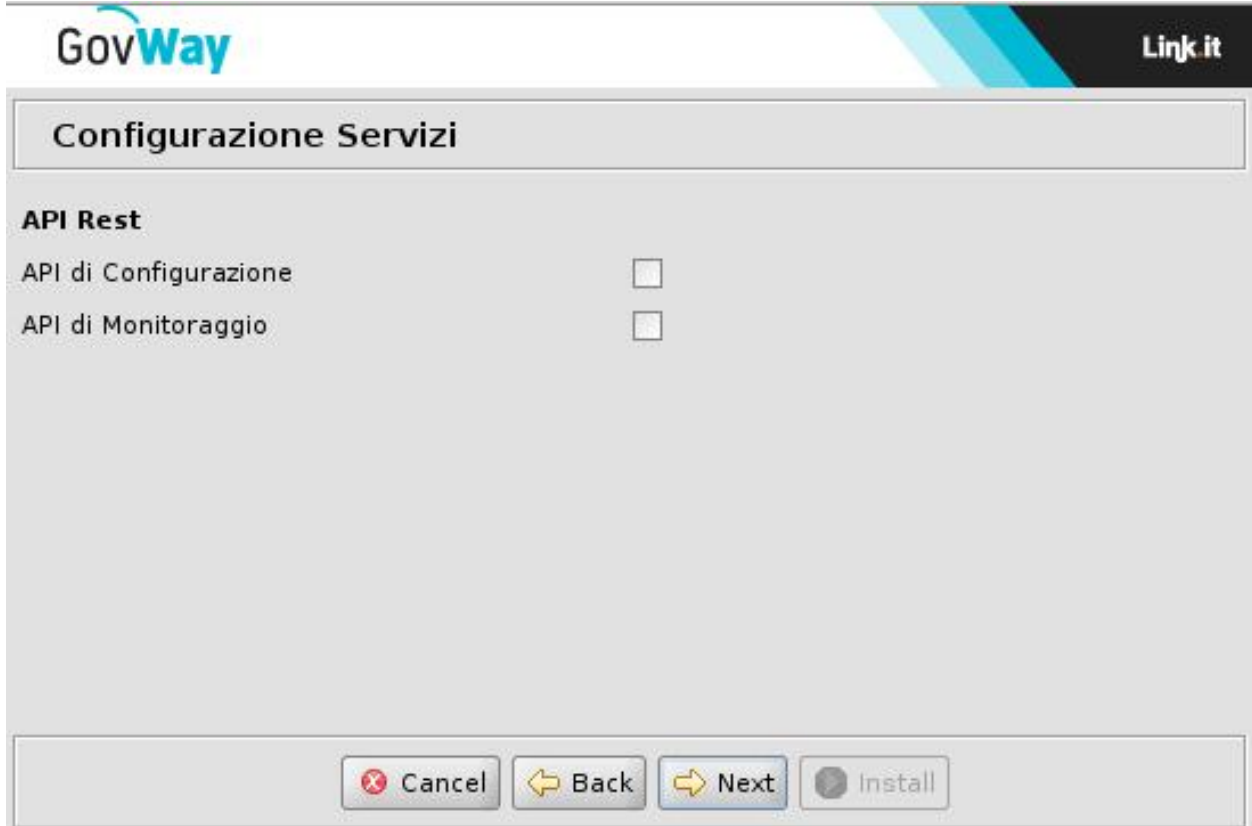 GovWay
Link.it
Configurazione Servizi
API Rest
API di Configurazione
API di Monitoraggio
Cancel
Back
Next
Install